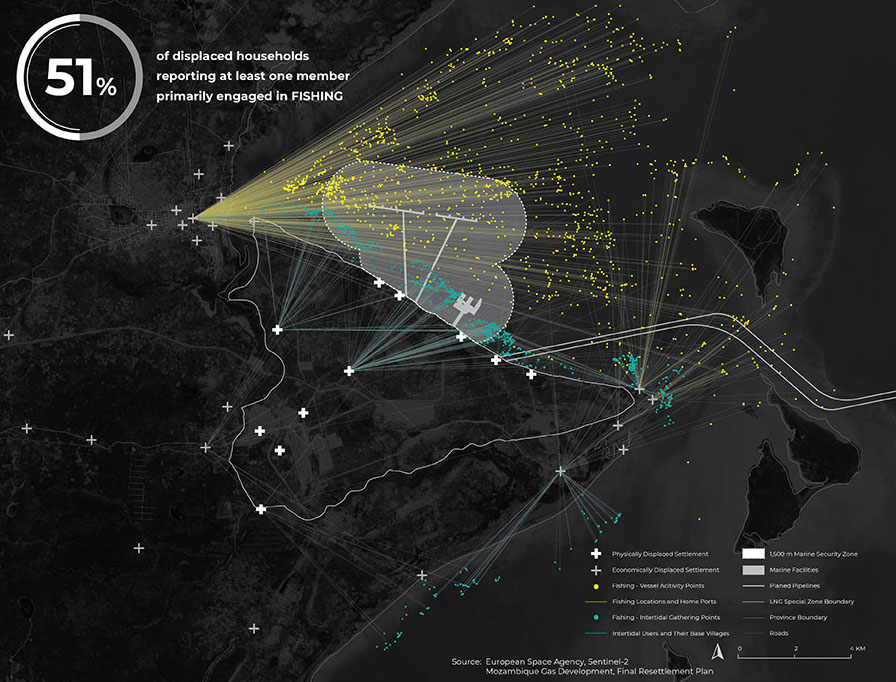 51%
of displaced households
reporting at least one member
primarily engaged in FISHING
Physically Displaced Settlement
Economically Displaced Settlement
Fishing - Vessel Acitivity Points
Fishing Locations and Home Ports
Fishing - Intertidal Gathering Points
Intertidal Users and Their Base Villages
1,500 m Marine Security Zone
Marine Facilities
Planed Pipelines
LNG Special Zone Boundary
Province Boundary
Roads
0 2 4 KM
Source: European Space Agency, Sentinel-2
Mozambique Gas Development, Final Resettlement Plan